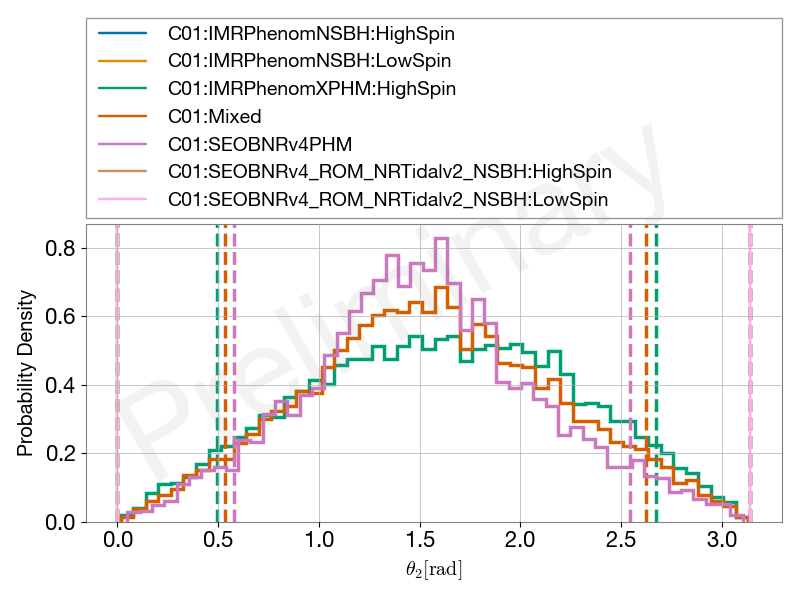 C01:IMRPhenomNSBH:HighSpin
C01:IMRPhenomNSBH:LowSpin
C01:IMRPhenomXPHM:HighSpin
C01:Mixed
C01:SEOBNRv4PHM
C01:SEOBNRv4_ROM_NRTidalv2_NSBH:HighSpin
C01:SEOBNRv4_ROM_NRTidalv2_NSBH:LowSpin
Preliminary
Probability Density
0.8
0.6
0.4
0.2
0.0
0.0 0.5 1.0 1.5 2.0 2.5 3.0
θ₂[rad]